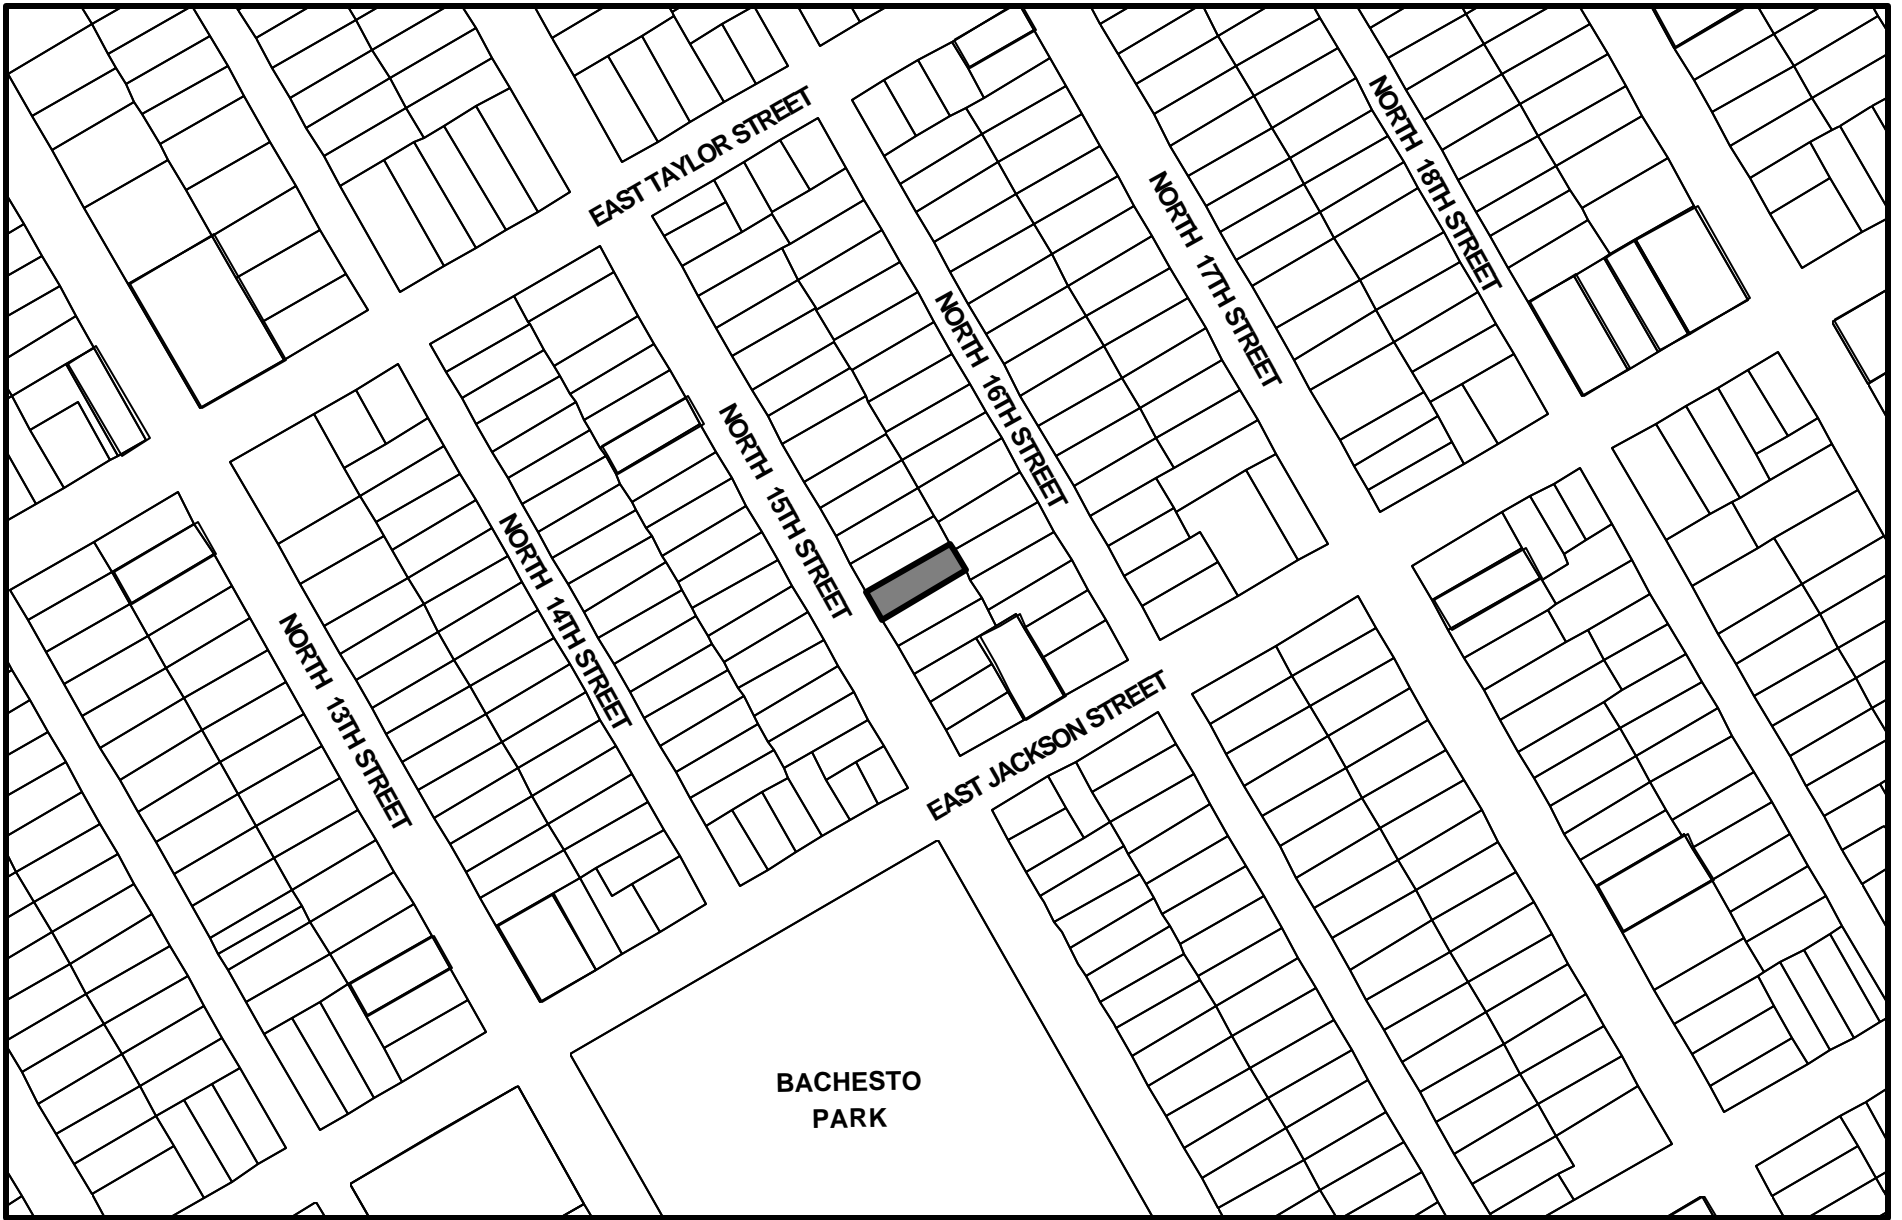 EAST TAYLOR STREET
NORTH 18TH STREET
NORTH 17TH STREET
NORTH 16TH STREET
NORTH 15TH STREET
NORTH 14TH STREET
NORTH 13TH STREET
EAST JACKSON STREET
BACHESTO
PARK